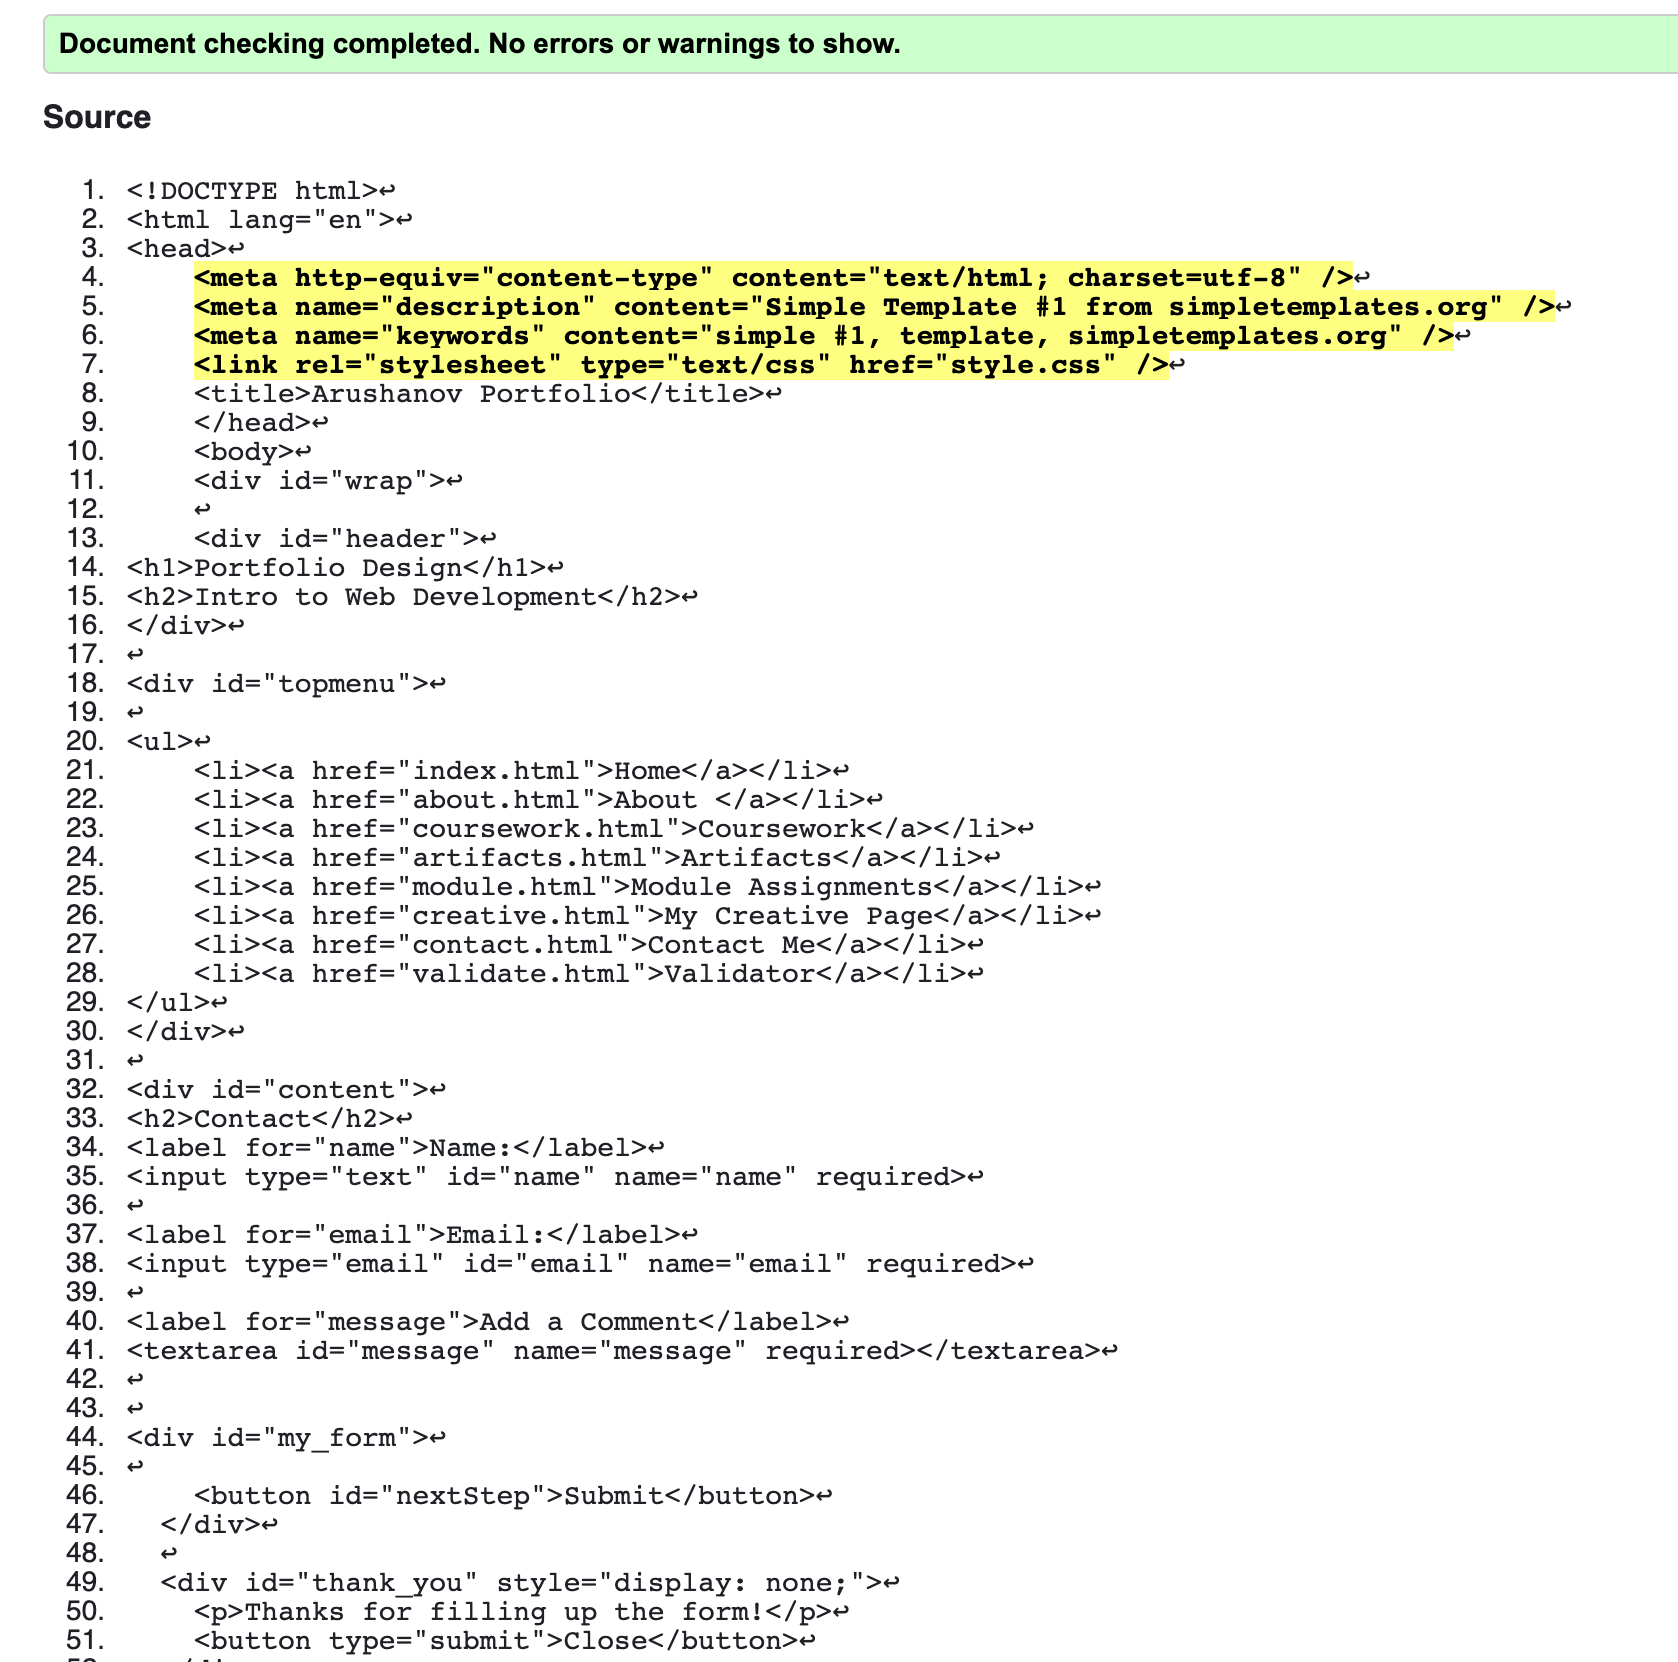 Document checking completed. No errors or warnings to show.
Source
1. <!DOCTYPE html>↩
2. <html lang="en">↩
3. <head>↩
4. <meta http-equiv="content-type" content="text/html; charset=utf-8" />↩
5. <meta name="description" content="Simple Template #1 from simpletemplates.org" />↩
6. <meta name="keywords" content="simple #1, template, simpletemplates.org" />↩
7. <link rel="stylesheet" type="text/css" href="style.css" />↩
8. <title>Arushanov Portfolio</title>↩
9. </head>↩
10. <body>↩
11. <div id="wrap">↩
12. ↩
13. <div id="header">↩
14. <h1>Portfolio Design</h1>↩
15. <h2>Intro to Web Development</h2>↩
16. </div>↩
17. ↩
18. <div id="topmenu">↩
19. ↩
20. <ul>↩
21. <li><a href="index.html">Home</a></li>↩
22. <li><a href="about.html">About </a></li>↩
23. <li><a href="coursework.html">Coursework</a></li>↩
24. <li><a href="artifacts.html">Artifacts</a></li>↩
25. <li><a href="module.html">Module Assignments</a></li>↩
26. <li><a href="creative.html">My Creative Page</a></li>↩
27. <li><a href="contact.html">Contact Me</a></li>↩
28. <li><a href="validate.html">Validator</a></li>↩
29. </ul>↩
30. </div>↩
31. ↩
32. <div id="content">↩
33. <h2>Contact</h2>↩
34. <label for="name">Name:</label>↩
35. <input type="text" id="name" name="name" required>↩
36. ↩
37. <label for="email">Email:</label>↩
38. <input type="email" id="email" name="email" required>↩
39. ↩
40. <label for="message">Add a Comment</label>↩
41. <textarea id="message" name="message" required></textarea>↩
42. ↩
43. ↩
44. <div id="my_form">↩
45. ↩
46. <button id="nextStep">Submit</button>↩
47. </div>↩
48. ↩
49. <div id="thank_you" style="display: none;">↩
50. <p>Thanks for filling up the form!</p>↩
51. <button type="submit">Close</button>↩